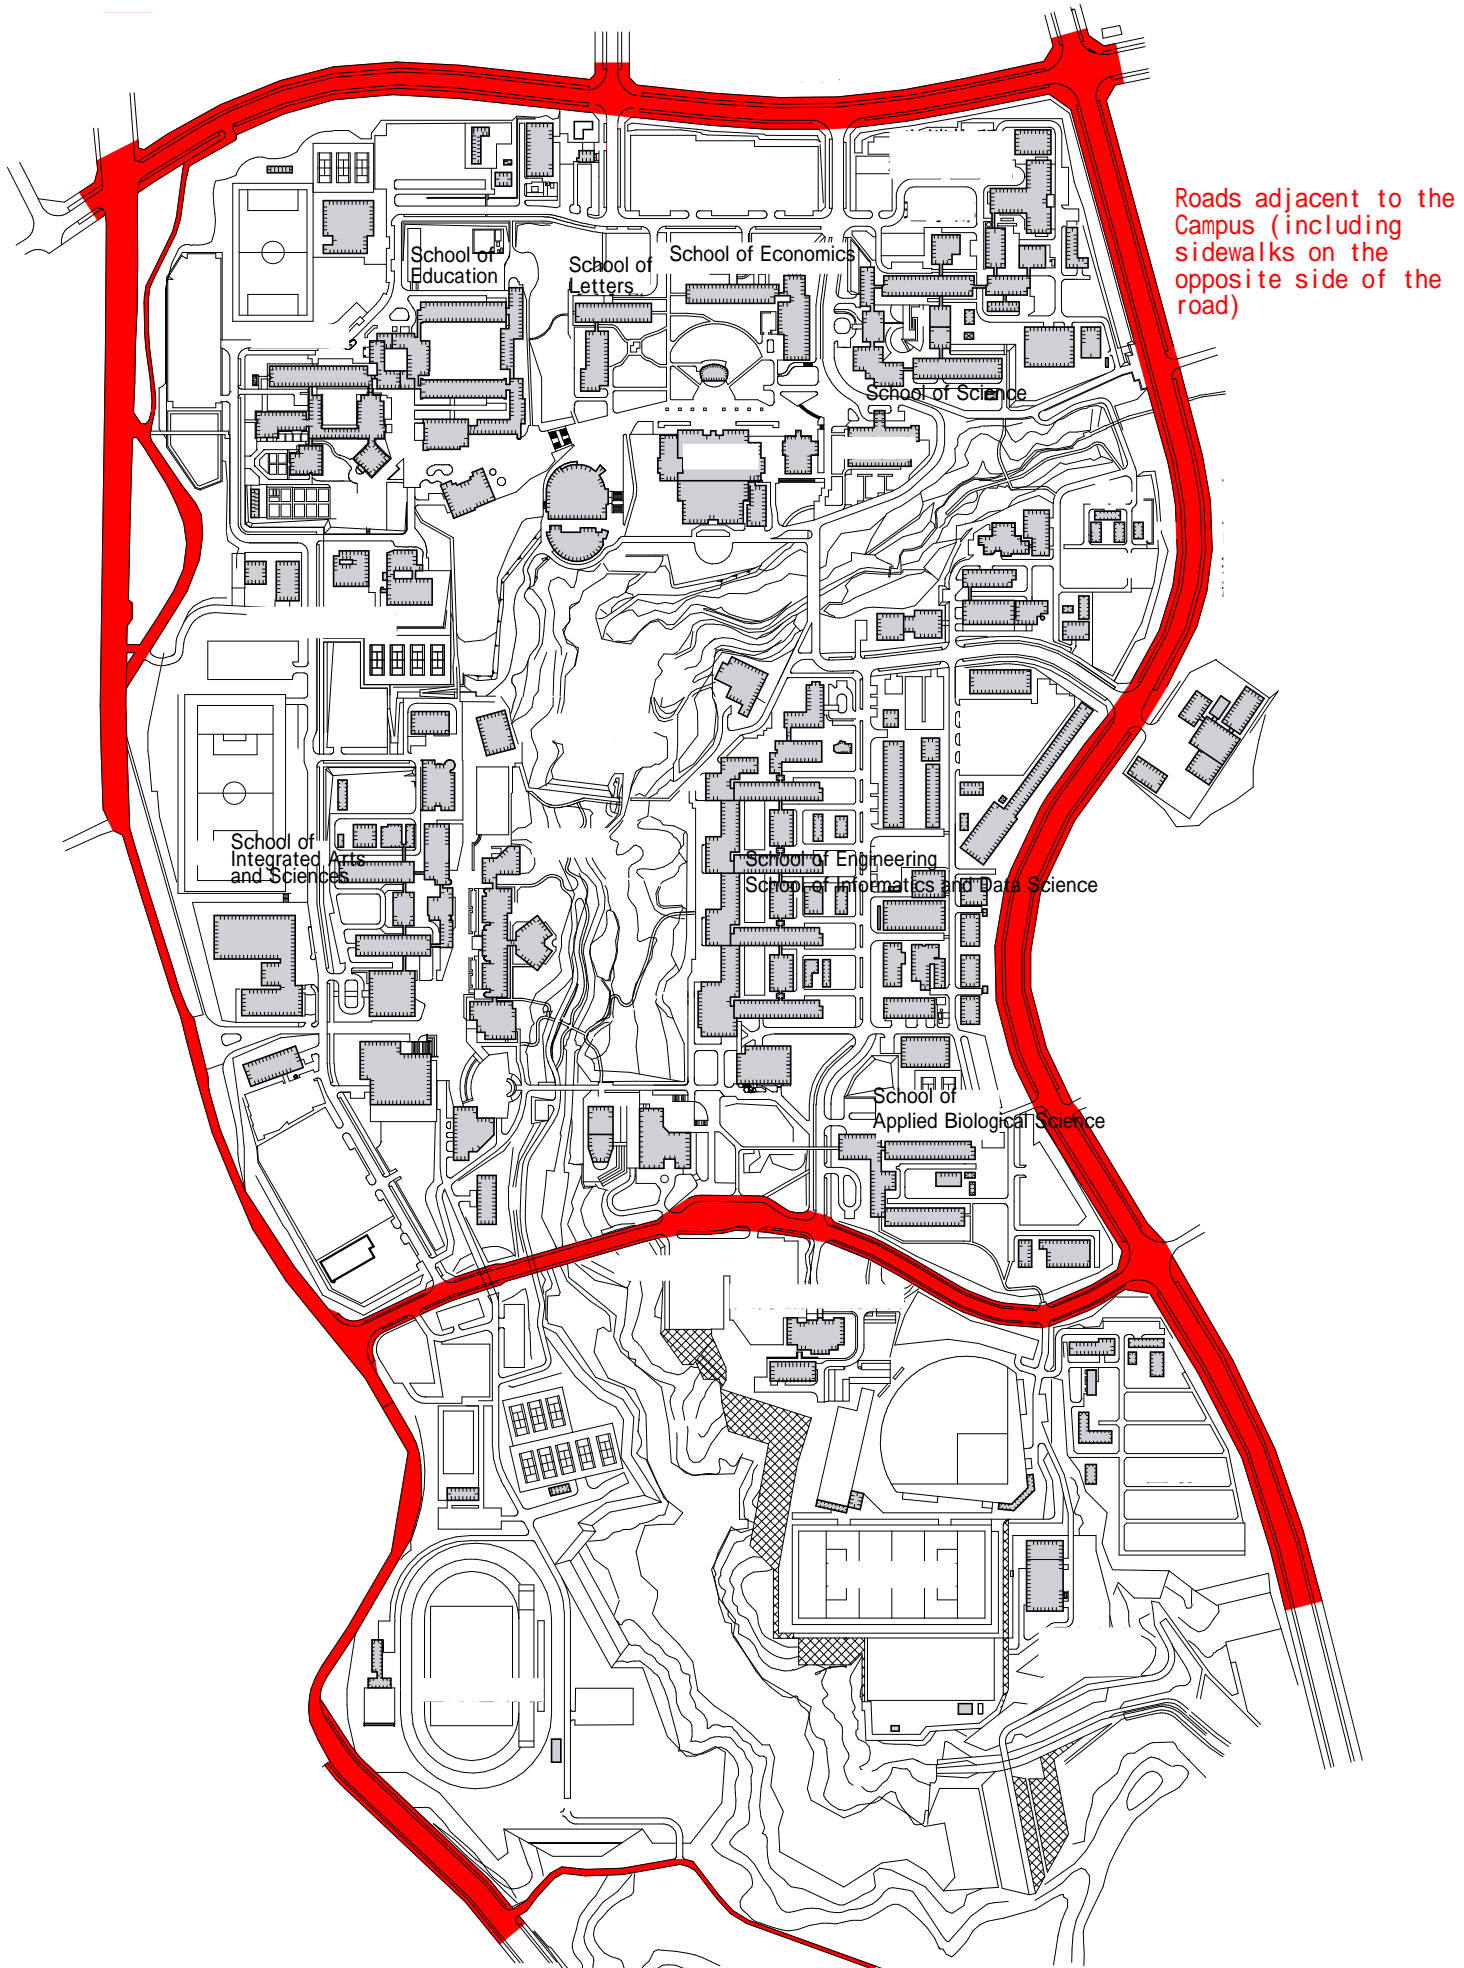 Roads adjacent to the
Campus (including
sidewalks on the
opposite side of the
road)
School of
Education
School of
Letters
School of Economics
School of Science
School of
Integrated Arts
and Sciences
School of Engineering
School of Informatics and Data Science
School of
Applied Biological Science